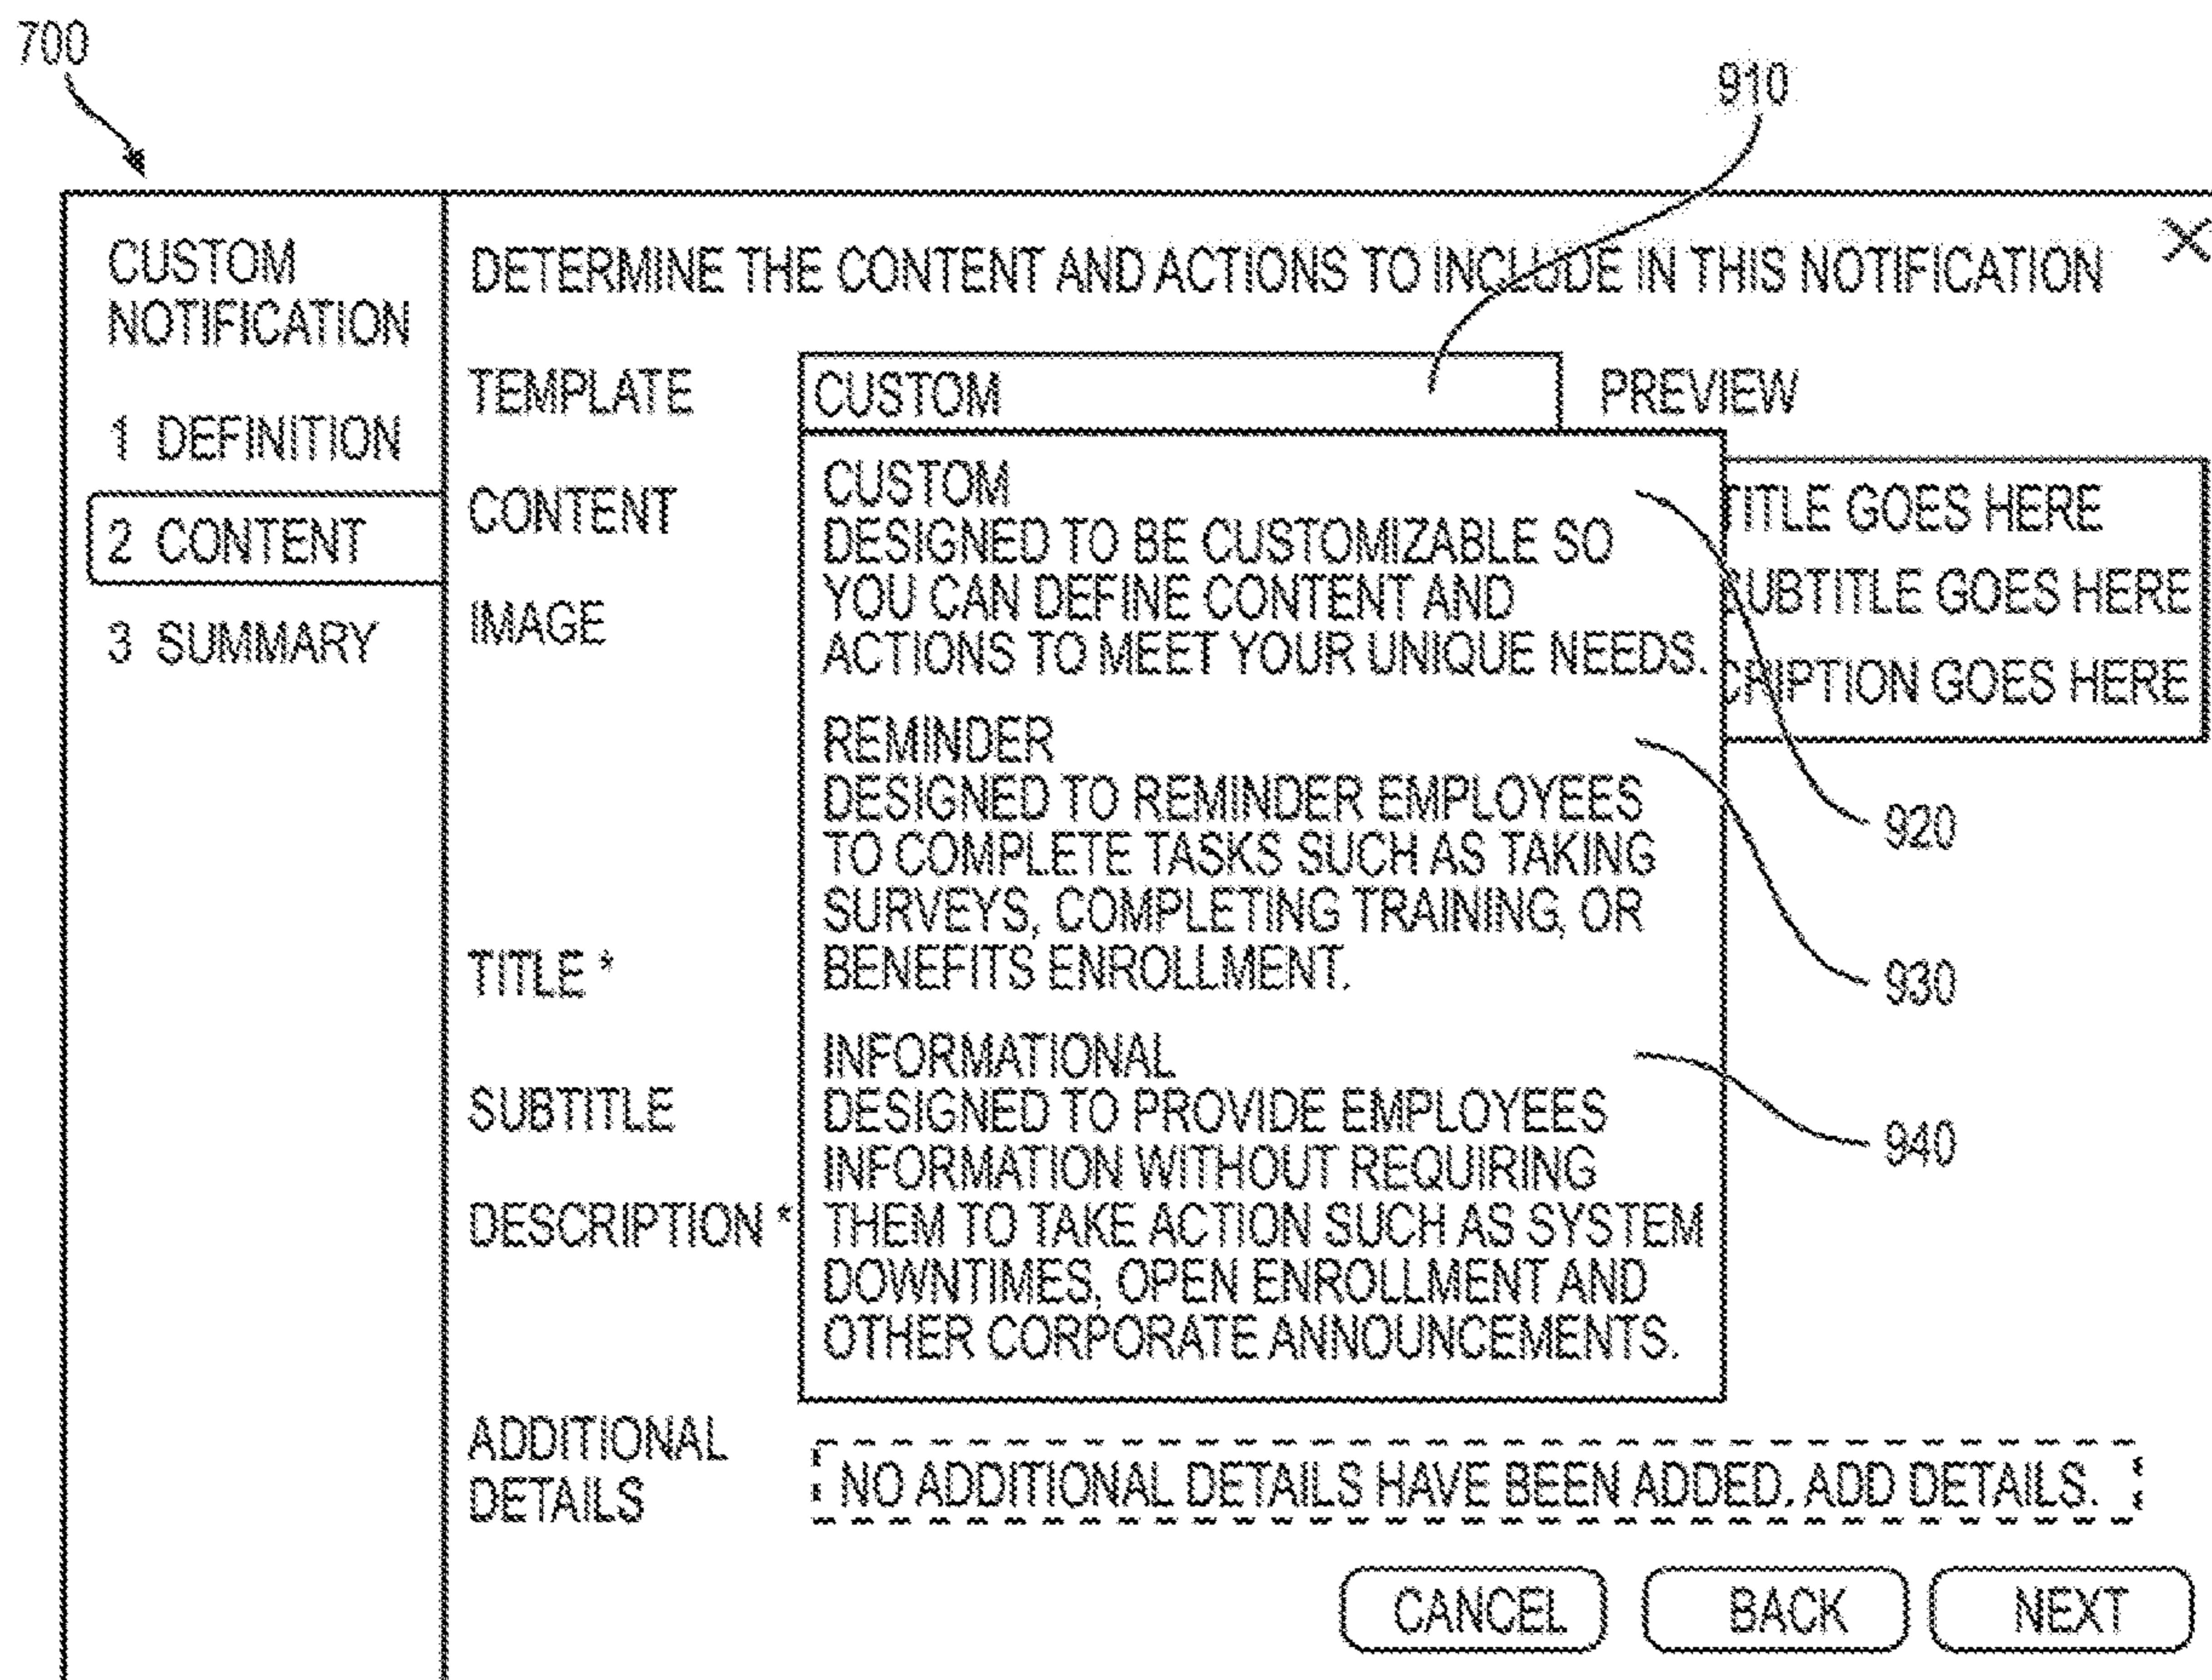 700
910
CUSTOM
NOTIFICATION
1 DEFINITION
2 CONTENT
3 SUMMARY
DETERMINE THE CONTENT AND ACTIONS TO INCLUDE IN THIS NOTIFICATION
X
TEMPLATE
CUSTOM
PREVIEW
CONTENT
IMAGE
CUSTOM
DESIGNED TO BE CUSTOMIZABLE SO
YOU CAN DEFINE CONTENT AND
ACTIONS TO MEET YOUR UNIQUE NEEDS.
REMINDER
DESIGNED TO REMINDER EMPLOYEES
TO COMPLETE TASKS SUCH AS TAKING
SURVEYS, COMPLETING TRAINING, OR
BENEFITS ENROLLMENT.
INFORMATIONAL
DESIGNED TO PROVIDE EMPLOYEES
INFORMATION WITHOUT REQUIRING
THEM TO TAKE ACTION SUCH AS SYSTEM
DOWNTIMES, OPEN ENROLLMENT AND
OTHER CORPORATE ANNOUNCEMENTS.
TITLE GOES HERE
SUBTITLE GOES HERE
CRIPTION GOES HERE
920
930
940
TITLE *
SUBTITLE
DESCRIPTION *
ADDITIONAL
DETAILS
NO ADDITIONAL DETAILS HAVE BEEN ADDED. ADD DETAILS.
CANCEL
BACK
NEXT